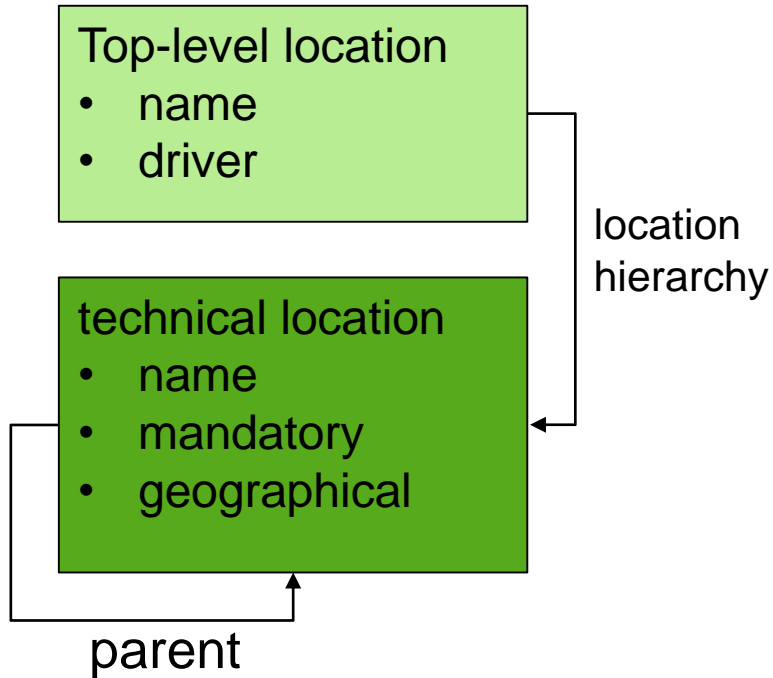 Top-level location
• name
• driver
location
hierarchy
technical location
• name
• mandatory
• geographical
parent